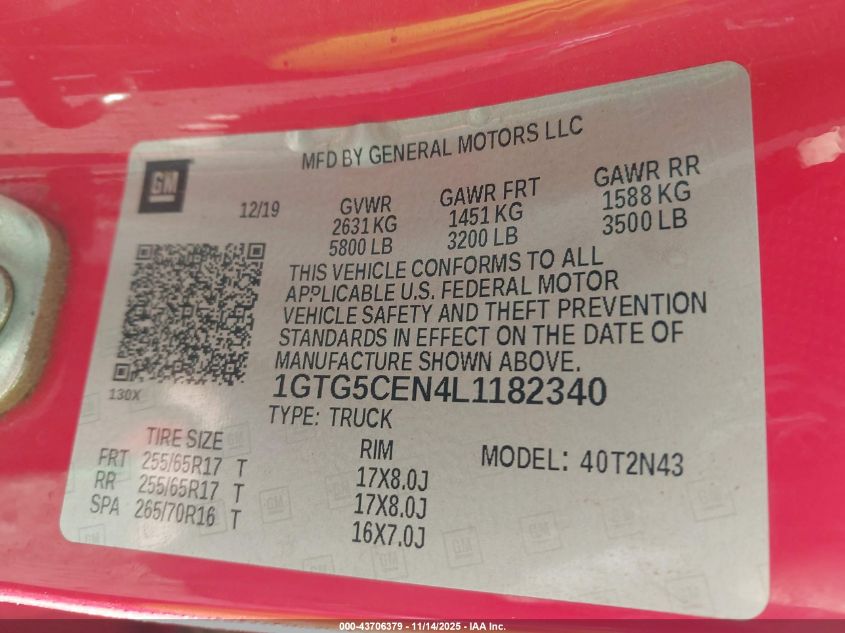 MFD BY GENERAL MOTORS LLC
GM
12/19
GVWR
2631 KG
5800 LB
GAWR FRT
1451 KG
3200 LB
GAWR RR
1588 KG
3500 LB
THIS VEHICLE CONFORMS TO ALL
APPLICABLE U.S. FEDERAL MOTOR
VEHICLE SAFETY AND THEFT PREVENTION
STANDARDS IN EFFECT ON THE DATE OF
MANUFACTURE SHOWN ABOVE.
130X
1GTG5CEN4L1182340
TYPE: TRUCK
TIRE SIZE
FRT 255/65R17 T
RR 255/65R17 T
SPA 265/70R16 T
RIM
17X8.0J
17X8.0J
16X7.0J
MODEL: 40T2N43
000-43706379 - 11/14/2025 - IAA Inc.